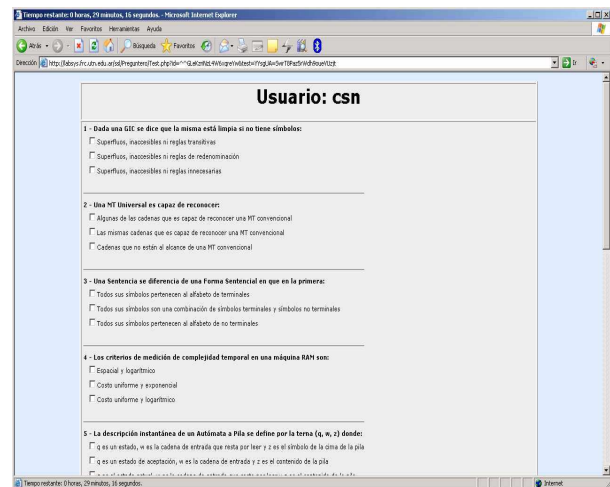 Tiempo restante: 0 horas, 29 minutos, 16 segundos. - Microsoft Internet Explorer
Archivo Edición Ver Favoritos Herramientas Ayuda
Atrás Búsqueda Favoritos
Dirección Ir
Usuario: csn
1 - Dada una GIC se dice que la misma está limpia si no tiene símbolos:
Superfluos, inaccesibles ni reglas transitivas
Superfluos, inaccesibles ni reglas de redenominación
Superfluos, inaccesibles ni reglas innecesarias
2 - Una MT Universal es capaz de reconocer:
Algunas de las cadenas que es capaz de reconocer una MT convencional
Las mismas cadenas que es capaz de reconocer una MT convencional
Cadenas que no están al alcance de una MT convencional
3 - Una Sentencia se diferencia de una Forma Sentencial en que en la primera:
Todos sus símbolos pertenecen al alfabeto de terminales
Todos sus símbolos son una combinación de símbolos terminales y símbolos no terminales
Todos sus símbolos pertenecen al alfabeto de no terminales
4 - Los criterios de medición de complejidad temporal en una máquina RAM son:
Espacial y logarítmico
Costo uniforme y exponencial
Costo uniforme y logarítmico
5 - La descripción instantánea de un Autómata a Pila se define por la terna (q, w, z) donde:
q es un estado, w es la cadena de entrada que resta por leer y z es el símbolo de la cima de la pila
q es un estado de aceptación, w es la cadena de entrada y z es el contenido de la pila
Tiempo restante: 0 horas, 29 minutos, 16 segundos.
Internet